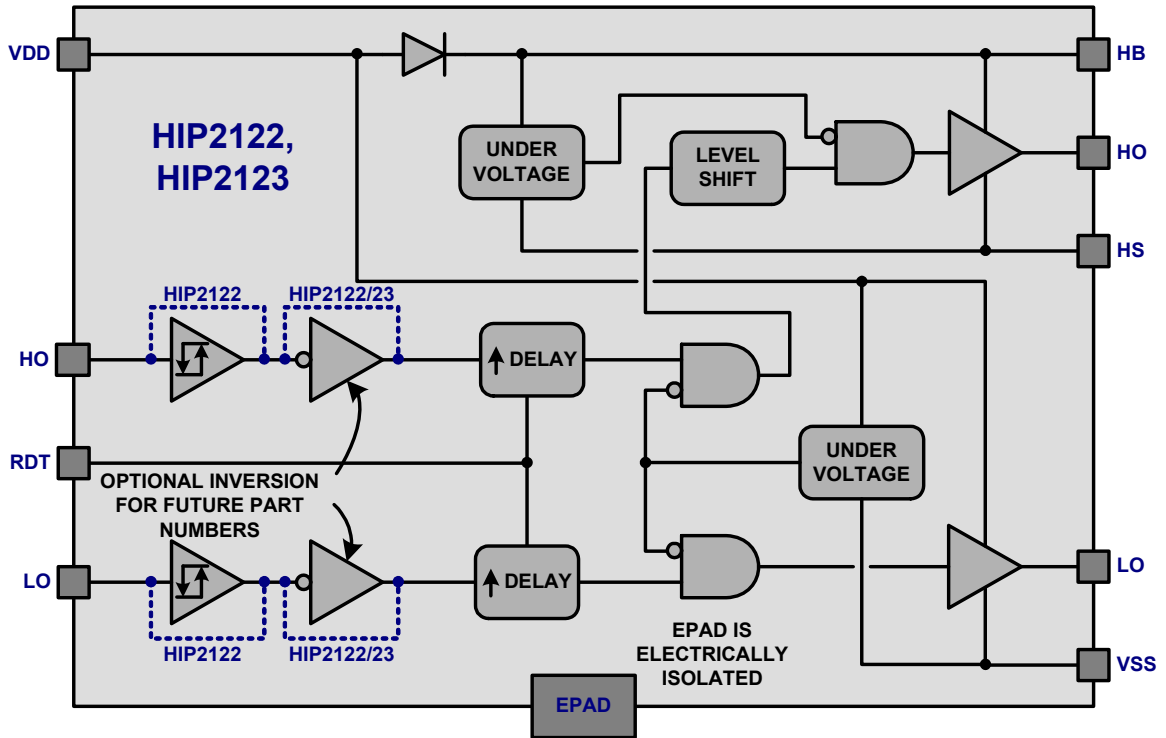 VDD
HB
HIP2122,
HIP2123
UNDER
VOLTAGE
LEVEL
SHIFT
HO
HS
HIP2122
HIP2122/23
HO
DELAY
RDT
OPTIONAL INVERSION
FOR FUTURE PART
NUMBERS
UNDER
VOLTAGE
LO
DELAY
LO
HIP2122
HIP2122/23
EPAD IS
ELECTRICALLY
ISOLATED
VSS
EPAD